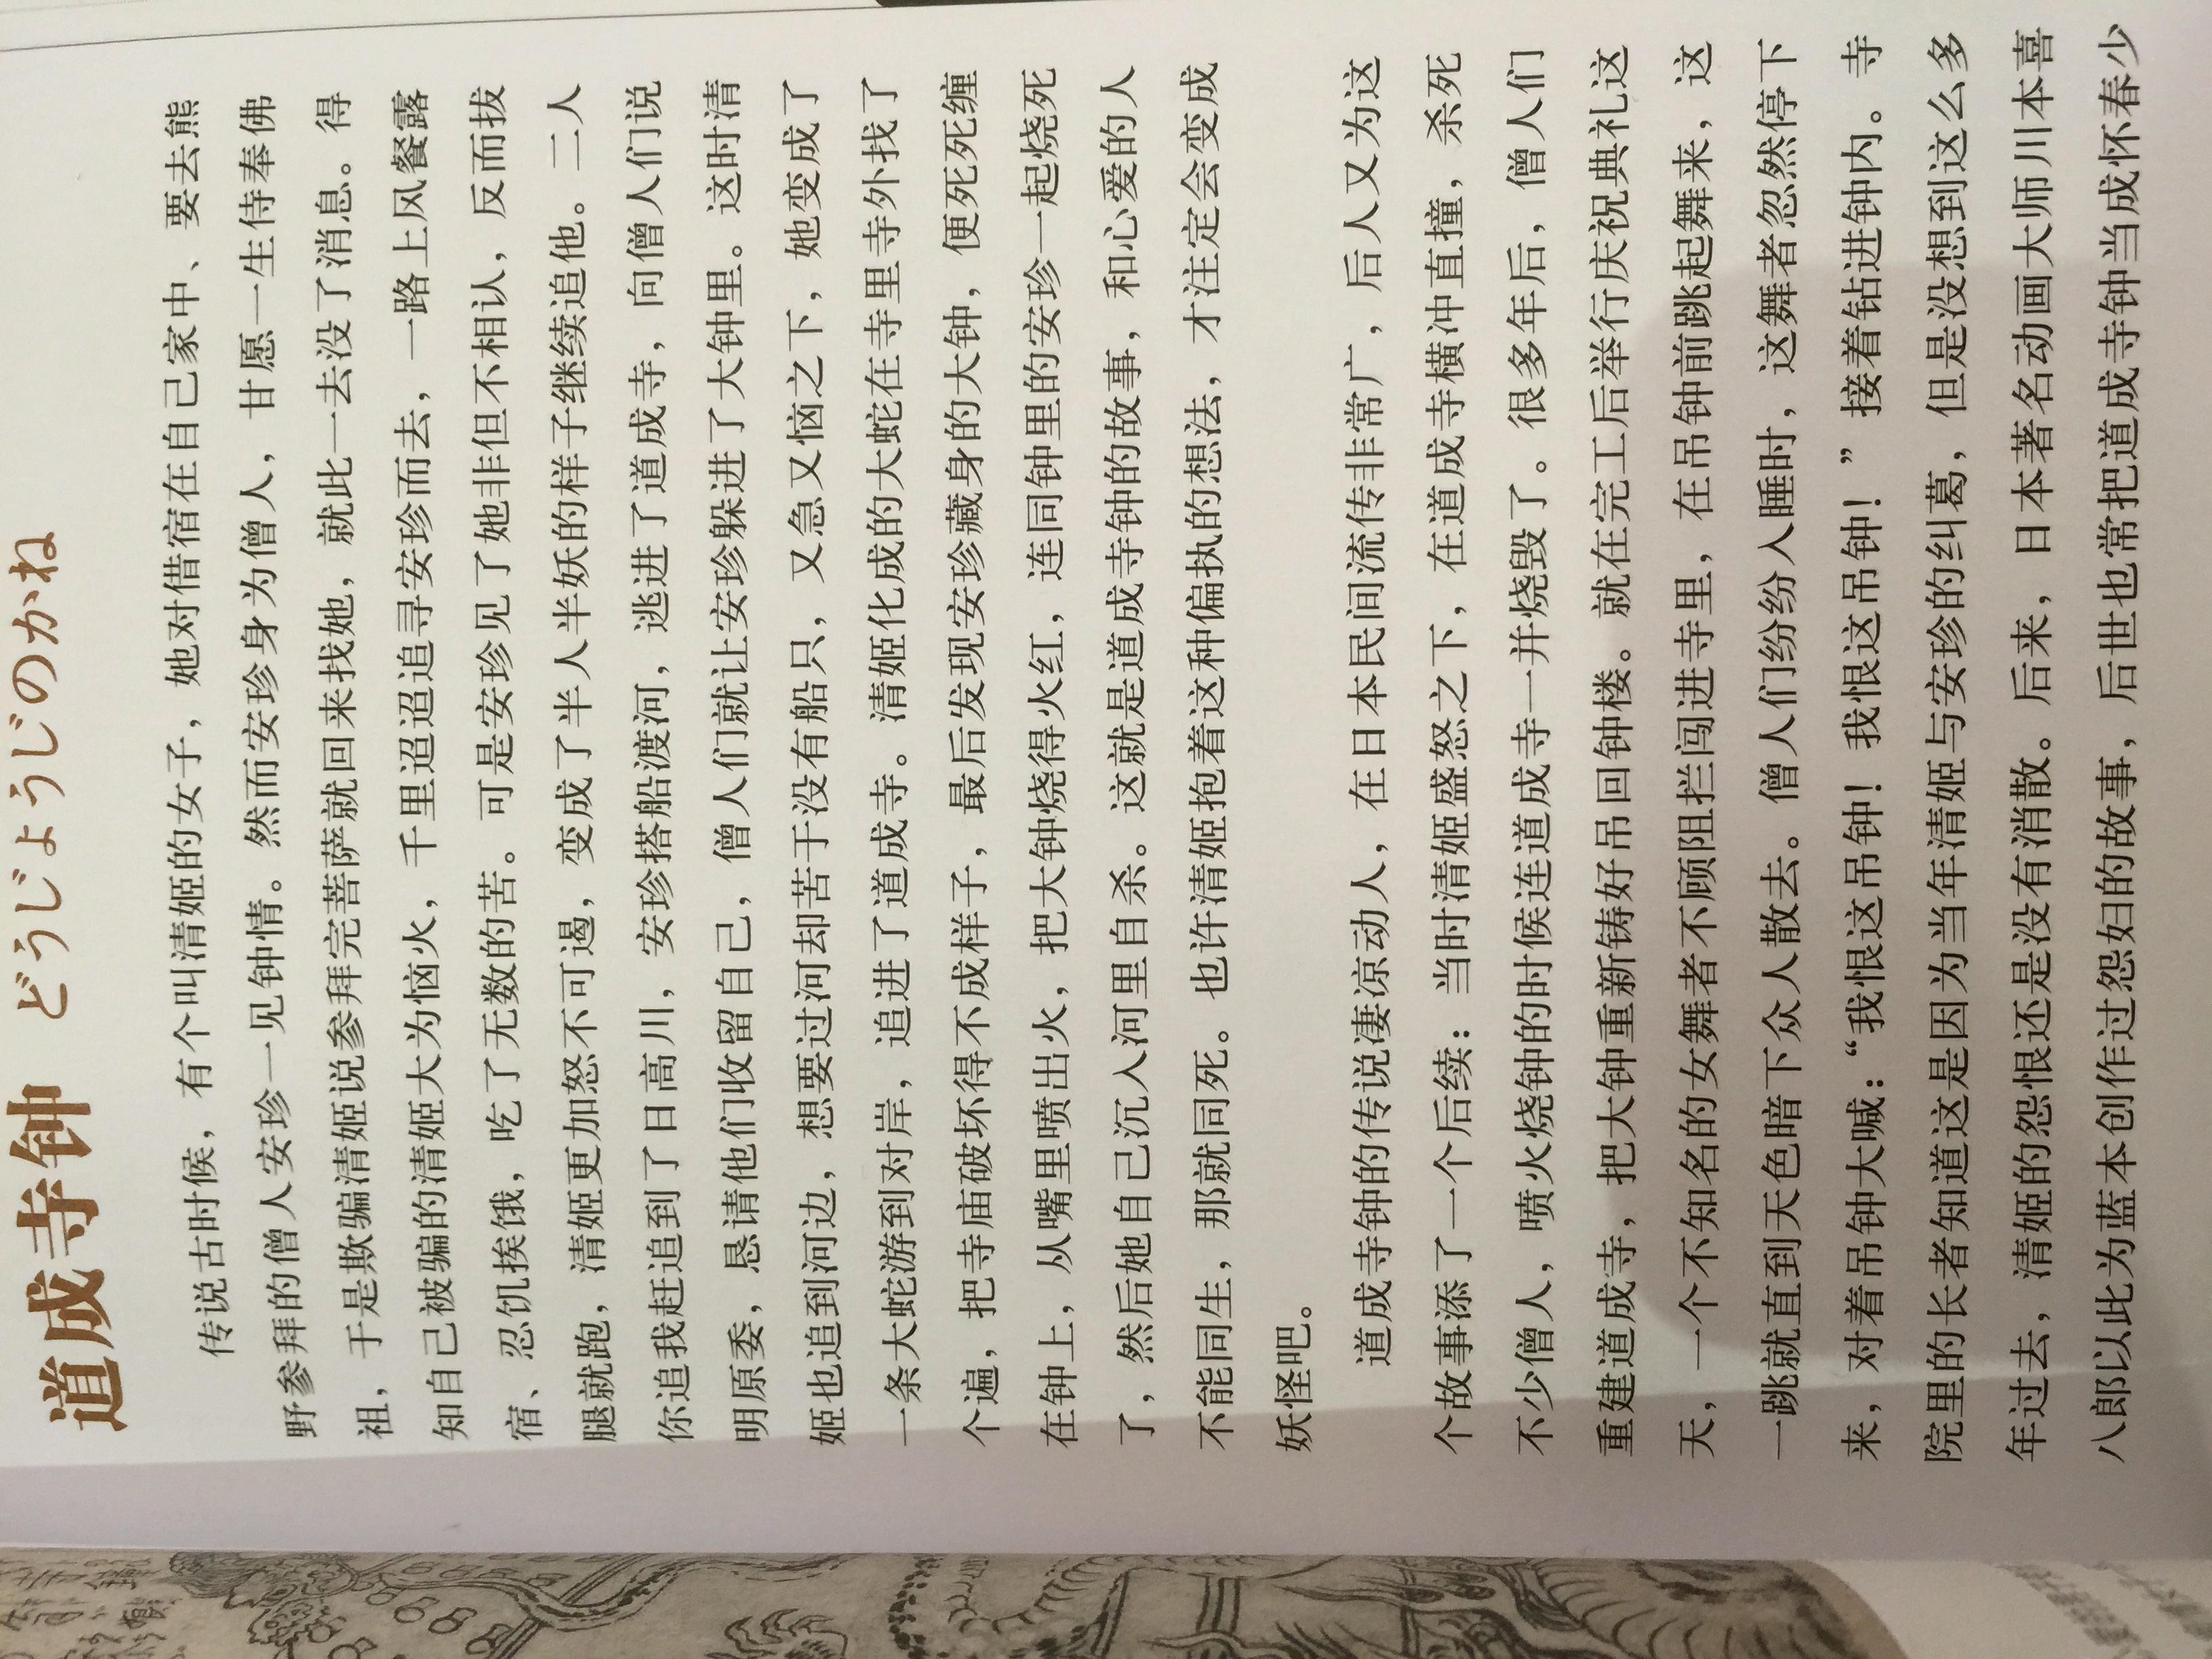 道成寺钟 どうじょうじのかね
传说古时候，有个叫清姬的女子，她对借宿在自己家中、要去熊
野参拜的僧人安珍一见钟情。然而安珍身为僧人，甘愿一生侍奉佛
祖，于是欺骗清姬说参拜完菩萨就回来找她，就此一去没了消息。得
知自己被骗的清姬大为恼火，千里迢迢追寻安珍而去，一路上风餐露
宿、忍饥挨饿，吃了无数的苦。可是安珍见了她非但不相认，反而拔
腿就跑，清姬更加怒不可遏，变成了半人半妖的样子继续追他。二人
你追我赶追到了日高川，安珍搭船渡河，逃进了道成寺，向僧人们说
明原委，恳请他们收留自己，僧人们就让安珍躲进了大钟里。这时清
姬也追到河边，想要过河却苦于没有船只，又急又恼之下，她变成了
一条大蛇游到对岸，追进了道成寺。清姬化成的大蛇在寺里寺外找了
个遍，把寺庙破坏得不成样子，最后发现安珍藏身的大钟，便死死缠
在钟上，从嘴里喷出火，把大钟烧得火红，连同钟里的安珍一起烧死
了，然后她自己沉入河里自杀。这就是道成寺钟的故事，和心爱的人
不能同生，那就同死。也许清姬抱着这种偏执的想法，才注定会变成
妖怪吧。
道成寺钟的传说凄凉动人，在日本民间流传非常广，后人又为这
个故事添了一个后续：当时清姬盛怒之下，在道成寺横冲直撞，杀死
不少僧人，喷火烧钟的时候连道成寺一并烧毁了。很多年后，僧人们
重建道成寺，把大钟重新铸好吊回钟楼。就在完工后举行庆祝典礼这
天，一个不知名的女舞者不顾阻拦闯进寺里，在吊钟前跳起舞来，这
一跳就直到天色暗下众人散去。僧人们纷纷入睡时，这舞者忽然停下
来，对着吊钟大喊：“我恨这吊钟！我恨这吊钟！”接着钻进钟内。寺
院里的长者知道这是因为当年清姬与安珍的纠葛，但是没想到这么多
年过去，清姬的怨恨还是没有消散。后来，日本著名动画大师川本喜
八郎以此为蓝本创作过怨妇的故事，后世也常把道成寺钟当成怀春少